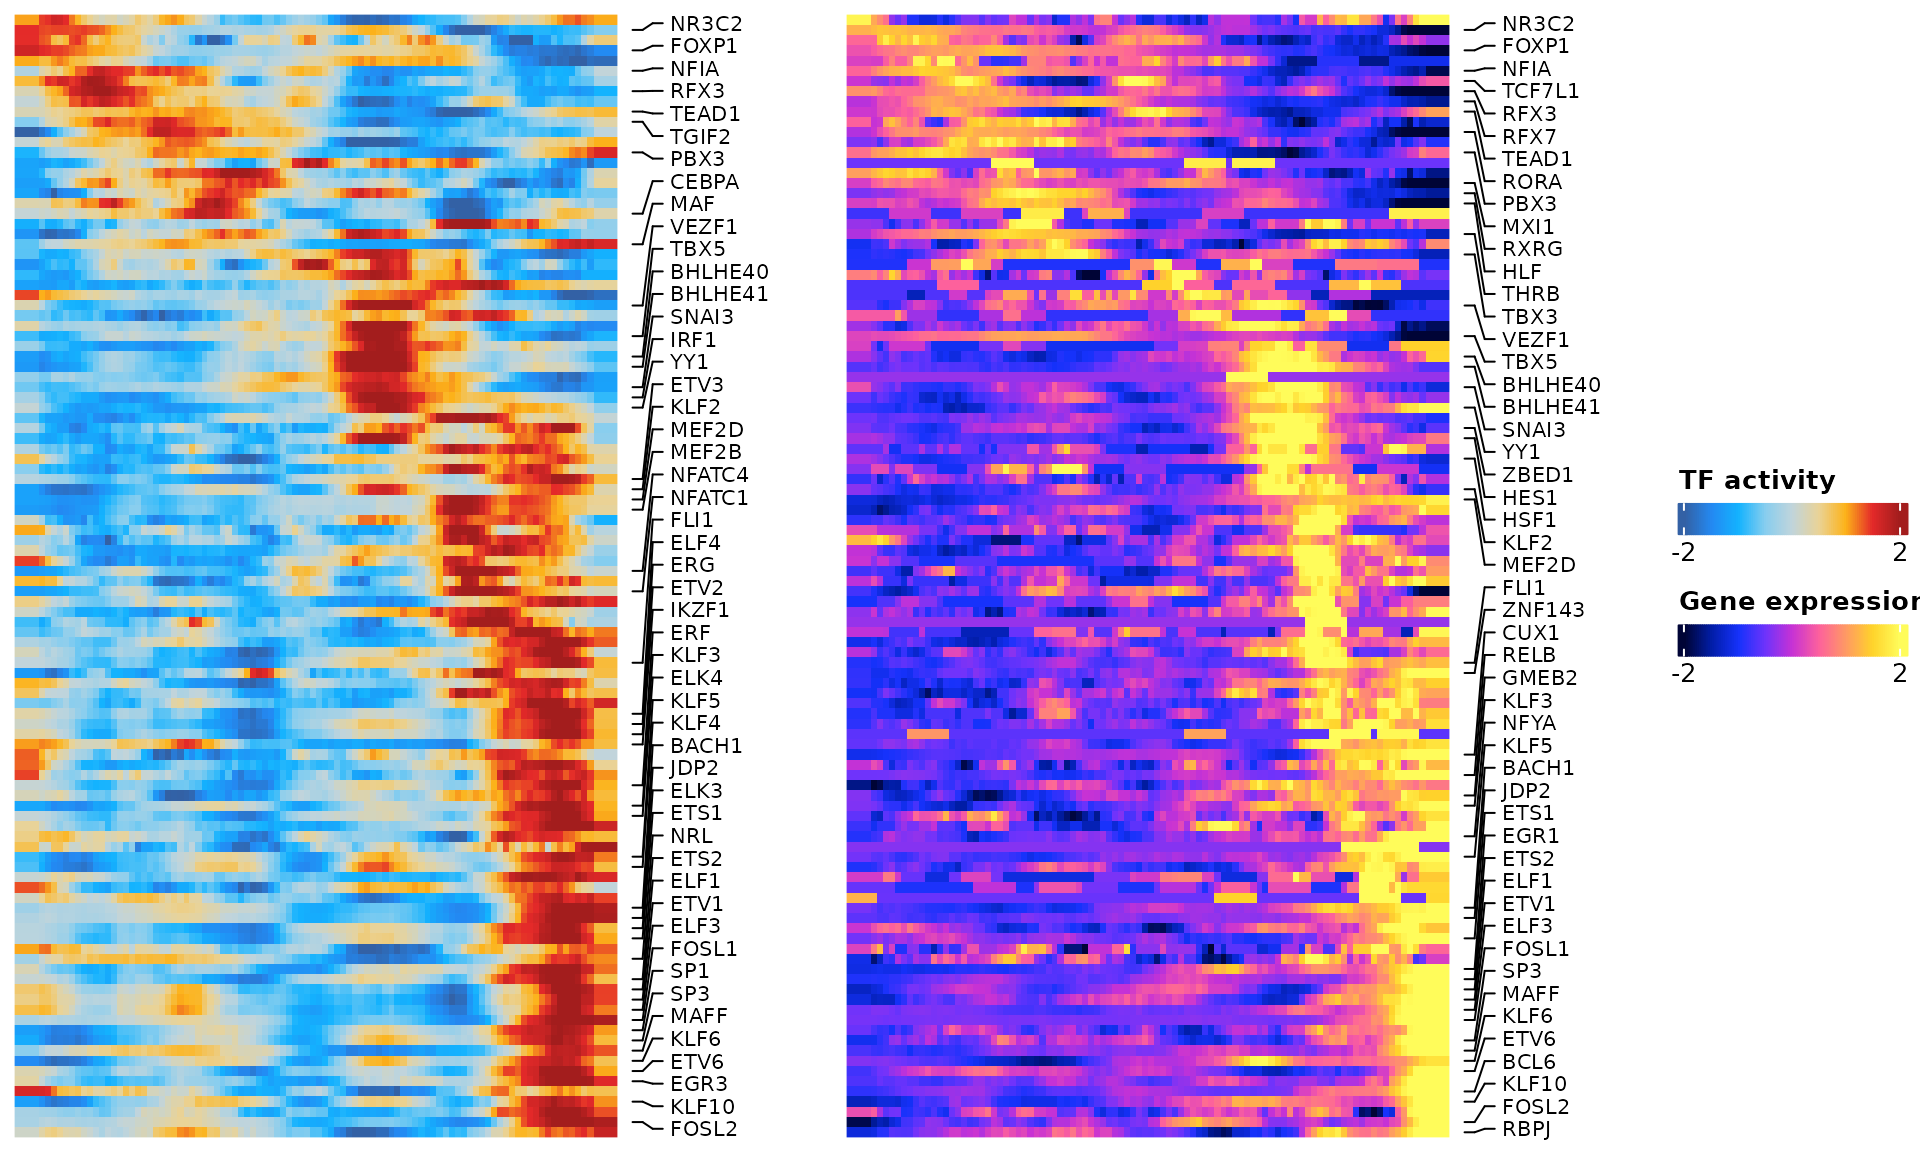 NR3C2
FOXP1
NFIA
RFX3
TEAD1
TGIF2
PBX3
CEBPA
MAF
VEZF1
TBX5
BHLHE40
BHLHE41
SNAI3
IRF1
YY1
ETV3
KLF2
MEF2D
MEF2B
NFATC4
NFATC1
FLI1
ELF4
ERG
ETV2
IKZF1
ERF
KLF3
ELK4
KLF5
KLF4
BACH1
JDP2
ELK3
ETS1
NRL
ETS2
ELF1
ETV1
ELF3
FOSL1
SP1
SP3
MAFF
KLF6
ETV6
EGR3
KLF10
FOSL2
NR3C2
FOXP1
NFIA
TCF7L1
RFX3
RFX7
TEAD1
RORA
PBX3
MXI1
RXRG
HLF
THRB
TBX3
VEZF1
TBX5
BHLHE40
BHLHE41
SNAI3
YY1
ZBED1
HES1
HSF1
KLF2
MEF2D
FLI1
ZNF143
CUX1
RELB
GMEB2
KLF3
NFYA
KLF5
BACH1
JDP2
ETS1
EGR1
ETS2
ELF1
ETV1
ELF3
FOSL1
SP3
MAFF
KLF6
ETV6
BCL6
KLF10
FOSL2
RBPJ
TF activity
-2 2
Gene expression
-2 2